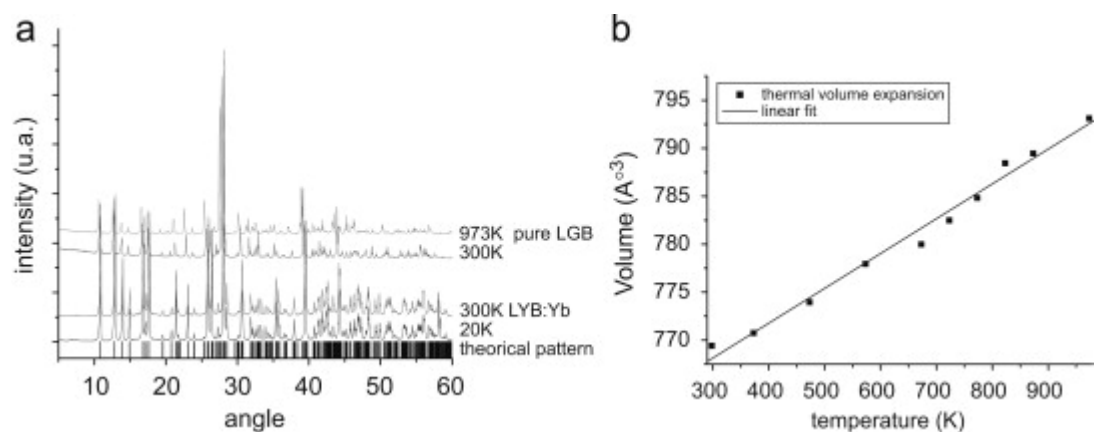 a
intensity (u.a.)
973K pure LGB
300K
300K LYB:Yb
20K
theorical pattern
10 20 30 40 50 60
angle
b
thermal volume expansion
linear fit
795
790
785
780
775
770
Volume (A°³)
300 400 500 600 700 800 900
temperature (K)